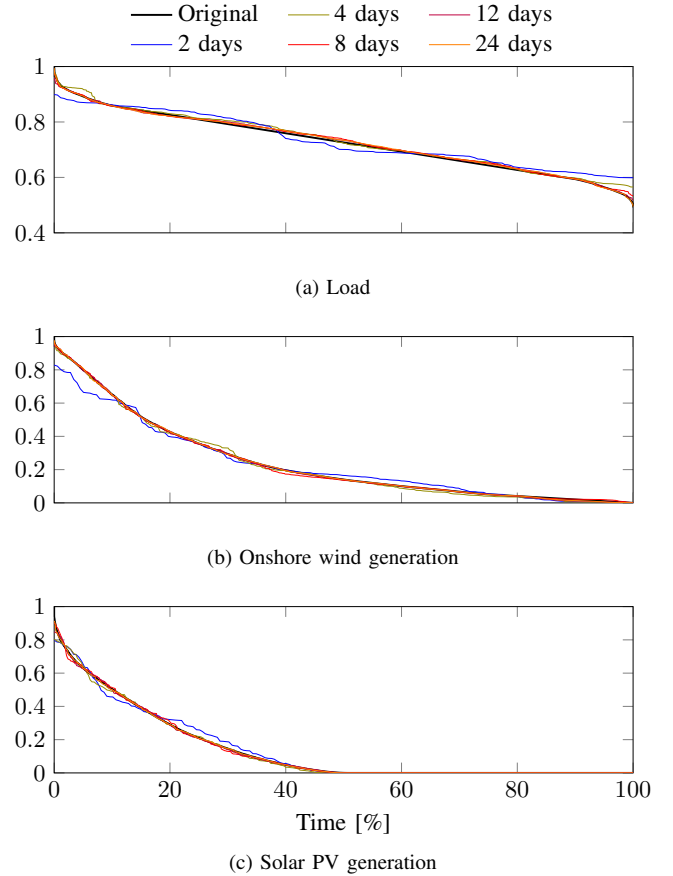 Original 4 days 12 days
2 days 8 days 24 days
1
0.8
0.6
0.4
(a) Load
1
0.8
0.6
0.4
0.2
0
(b) Onshore wind generation
1
0.8
0.6
0.4
0.2
0
0 20 40 60 80 100
Time [%]
(c) Solar PV generation